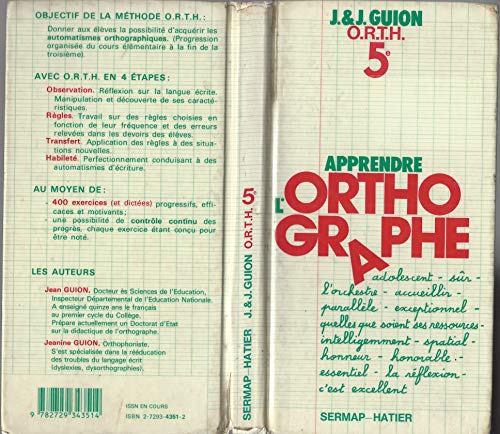 OBJECTIF DE LA MÉTHODE O.R.T.H. :
Donner aux élèves la possibilité d'acquérir les
automatismes orthographiques. (Progression
organisée du cours élémentaire à la fin de la
troisième).
AVEC O.R.T.H. EN 4 ÉTAPES :
Observation. Réflexion sur la langue écrite.
Manipulation et découverte de ses caracté-
ristiques.
Règles. Travail sur des règles choisies en
fonction de leur fréquence et des erreurs
relevées dans les devoirs des élèves.
Transfert. Application des règles à des situa-
tions nouvelles.
Habileté. Perfectionnement conduisant à des
automatismes d'écriture.
AU MOYEN DE :
- 400 exercices (et dictées) progressifs, effi-
caces et motivants ;
- une possibilité de contrôle continu des
progrès, chaque exercice étant conçu pour
être noté.
LES AUTEURS
Jean GUION. Docteur ès Sciences de l'Education,
Inspecteur Départemental de l'Education Nationale.
A enseigné quinze ans le français
au premier cycle du Collège.
Prépare actuellement un Doctorat d'État
sur la didactique de l'orthographe.
Jeanine GUION. Orthophoniste.
S'est spécialisée dans la rééducation
des troubles du langage écrit
(dyslexies, dysorthographies).
9 782729 343514
ISSN EN COURS
ISBN 2-7293-4351-2
SERMAP-HATIER J. & J. GUION O.R.T.H. 5e
J. & J. GUION
O.R.T.H.
5e
APPRENDRE
L'ORTHO
GRAPHE
adolescent - sûr -
l'orchestre - accueillir -
parallèle - exceptionnel -
quelles que soient ses ressources -
intelligemment - spatial -
honneur - honorable -
essentiel - la réflexion -
c'est excellent
SERMAP-HATIER